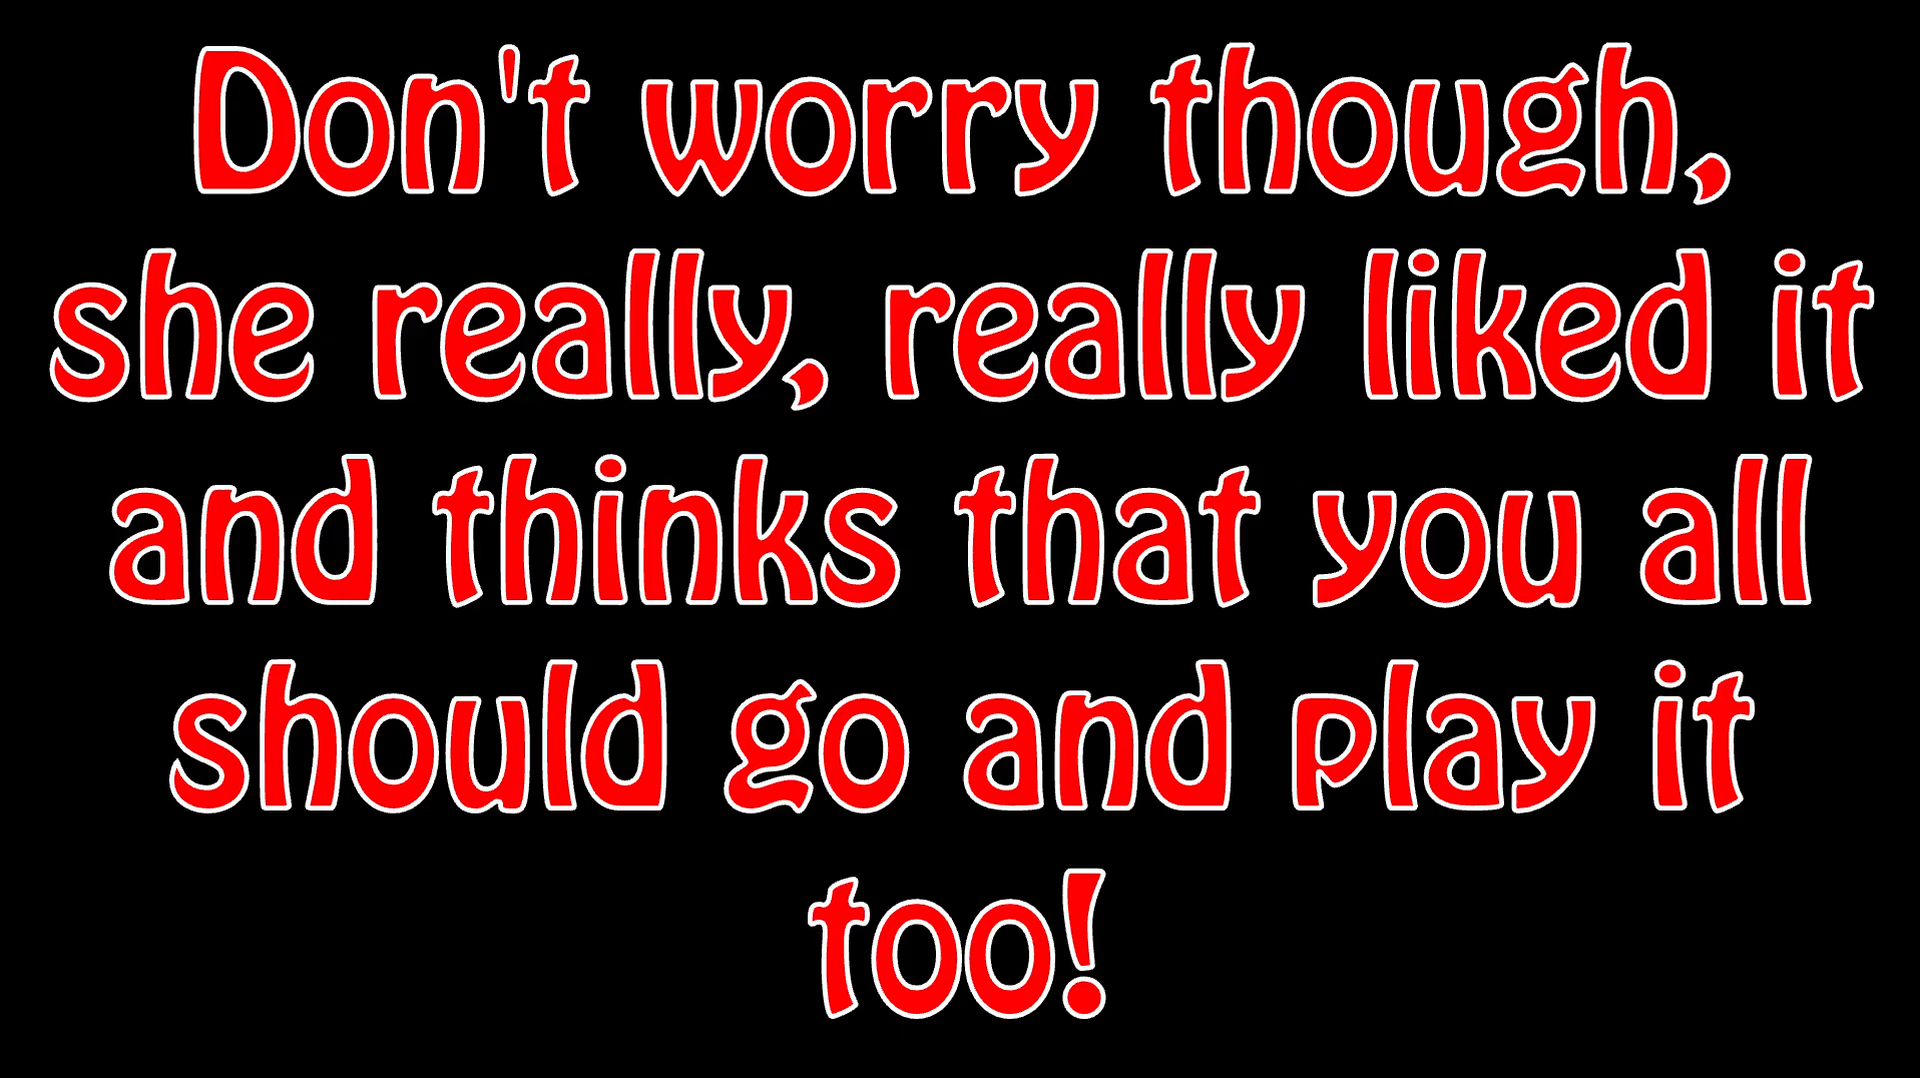 Don't worry though,
she really, really liked it
and thinks that you all
should go and play it
too!